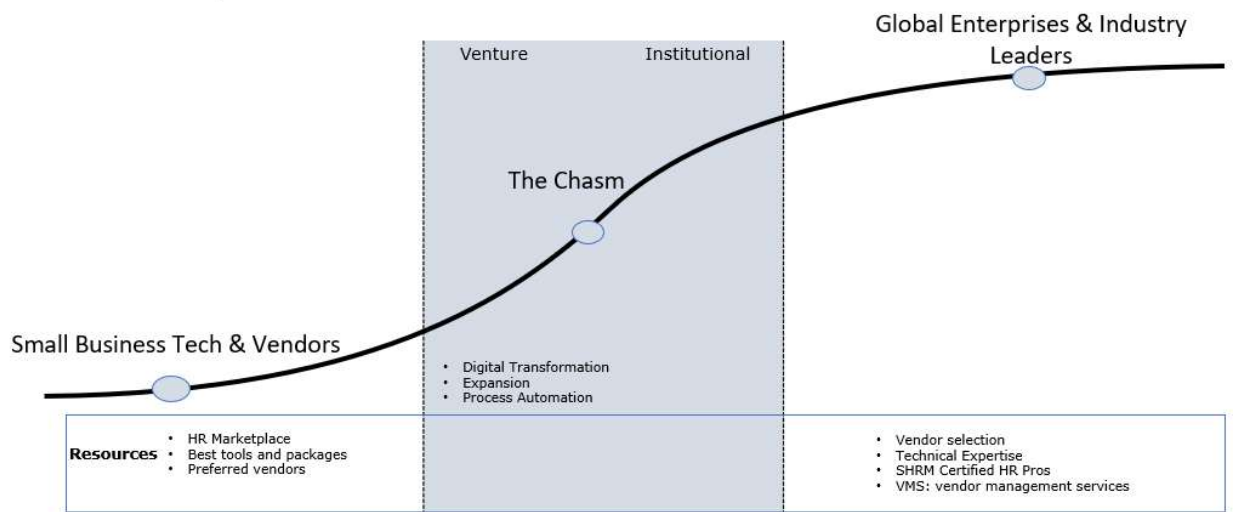 Global Enterprises & Industry
Leaders
Venture
Institutional
The Chasm
Small Business Tech & Vendors
• Digital Transformation
• Expansion
• Process Automation
Resources
• HR Marketplace
• Best tools and packages
• Preferred vendors
• Vendor selection
• Technical Expertise
• SHRM Certified HR Pros
• VMS: vendor management services